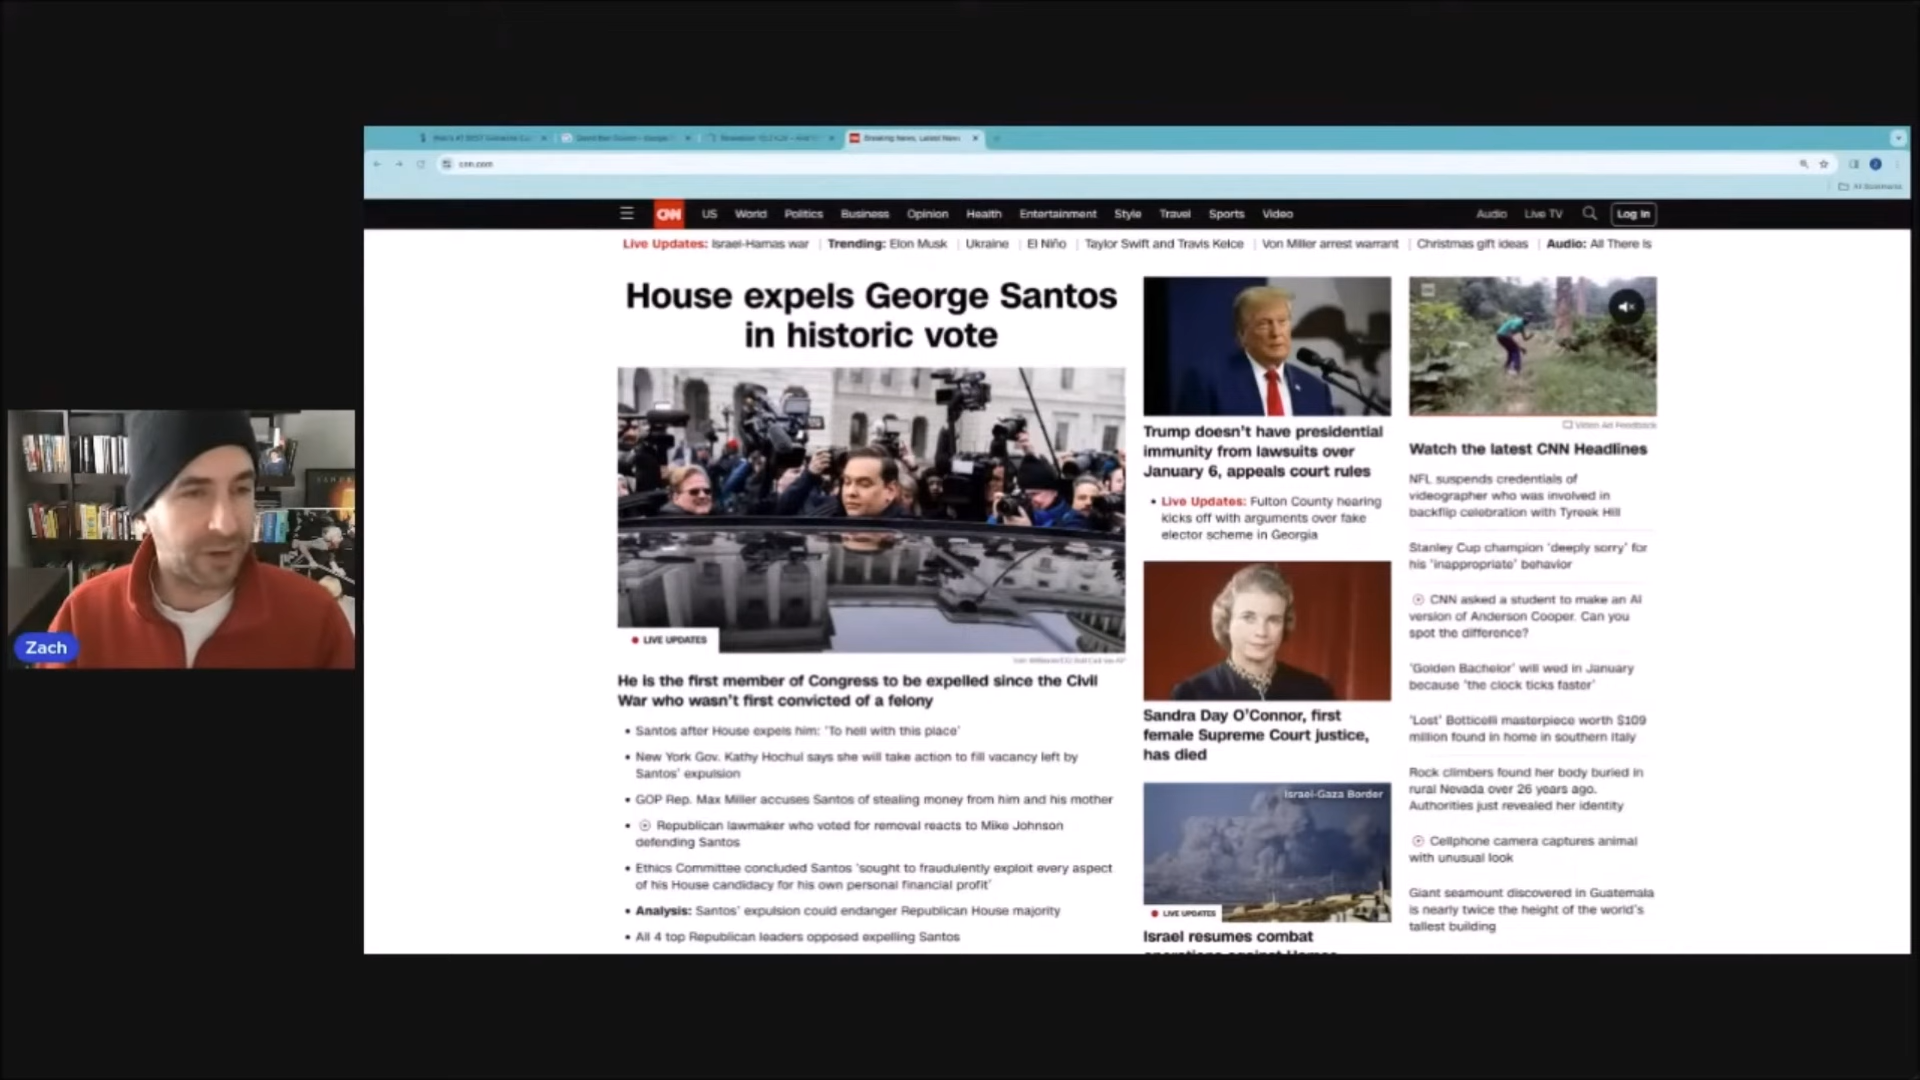 Breaking News, Latest News
cnn.com
All Bookmarks
CNN US World Politics Business Opinion Health Entertainment Style Travel Sports Video Audio Live TV Log In
Live Updates: Israel-Hamas war Trending: Elon Musk Ukraine El Niño Taylor Swift and Travis Kelce Von Miller arrest warrant Christmas gift ideas Audio: All There Is
House expels George Santos
in historic vote
LIVE UPDATES
He is the first member of Congress to be expelled since the Civil
War who wasn't first convicted of a felony
• Santos after House expels him: 'To hell with this place'
• New York Gov. Kathy Hochul says she will take action to fill vacancy left by
Santos' expulsion
• GOP Rep. Max Miller accuses Santos of stealing money from him and his mother
• Republican lawmaker who voted for removal reacts to Mike Johnson
defending Santos
• Ethics Committee concluded Santos 'sought to fraudulently exploit every aspect
of his House candidacy for his own personal financial profit'
• Analysis: Santos' expulsion could endanger Republican House majority
• All 4 top Republican leaders opposed expelling Santos
Trump doesn't have presidential
immunity from lawsuits over
January 6, appeals court rules
• Live Updates: Fulton County hearing
kicks off with arguments over fake
elector scheme in Georgia
Sandra Day O'Connor, first
female Supreme Court justice,
has died
Israel-Gaza Border
LIVE UPDATES
Israel resumes combat
operations against Hamas
Video Ad Feedback
Watch the latest CNN Headlines
NFL suspends credentials of
videographer who was involved in
backflip celebration with Tyreek Hill
Stanley Cup champion 'deeply sorry' for
his 'inappropriate' behavior
CNN asked a student to make an AI
version of Anderson Cooper. Can you
spot the difference?
'Golden Bachelor' will wed in January
because 'the clock ticks faster'
'Lost' Botticelli masterpiece worth $109
million found in home in southern Italy
Rock climbers found her body buried in
rural Nevada over 26 years ago.
Authorities just revealed her identity
Cellphone camera captures animal
with unusual look
Giant seamount discovered in Guatemala
is nearly twice the height of the world's
tallest building
Zach